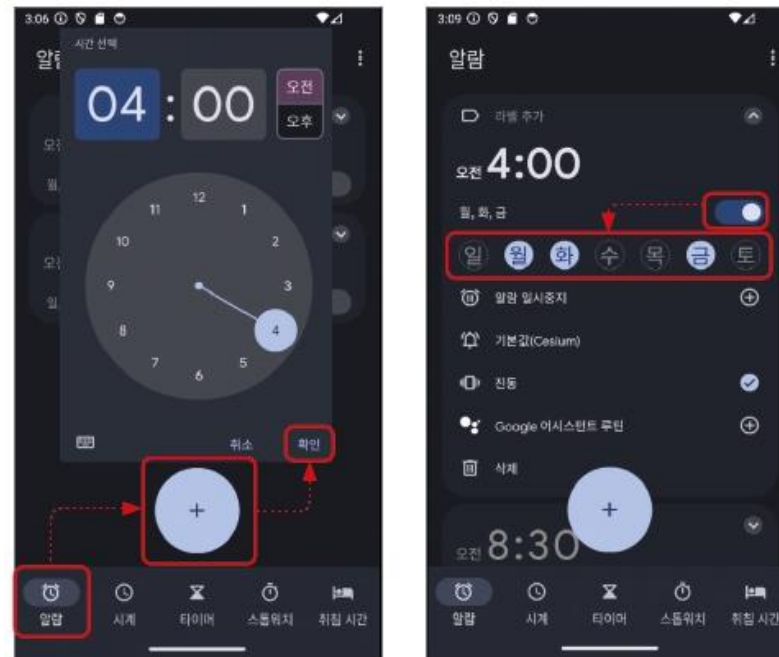 3:06
시간 선택
알람
04 : 00
오전
오후
12
11
1
10
2
9
3
8
4
7
5
6
취소
확인
+
알람
시계
타이머
스톱워치
취침 시간
3:09
알람
라벨 추가
오전 4:00
월, 화, 금
일 월 화 수 목 금 토
알람 일시중지
기본값(Cesium)
진동
Google 어시스턴트 루틴
삭제
+
오전 8:30
알람
시계
타이머
스톱워치
취침 시간